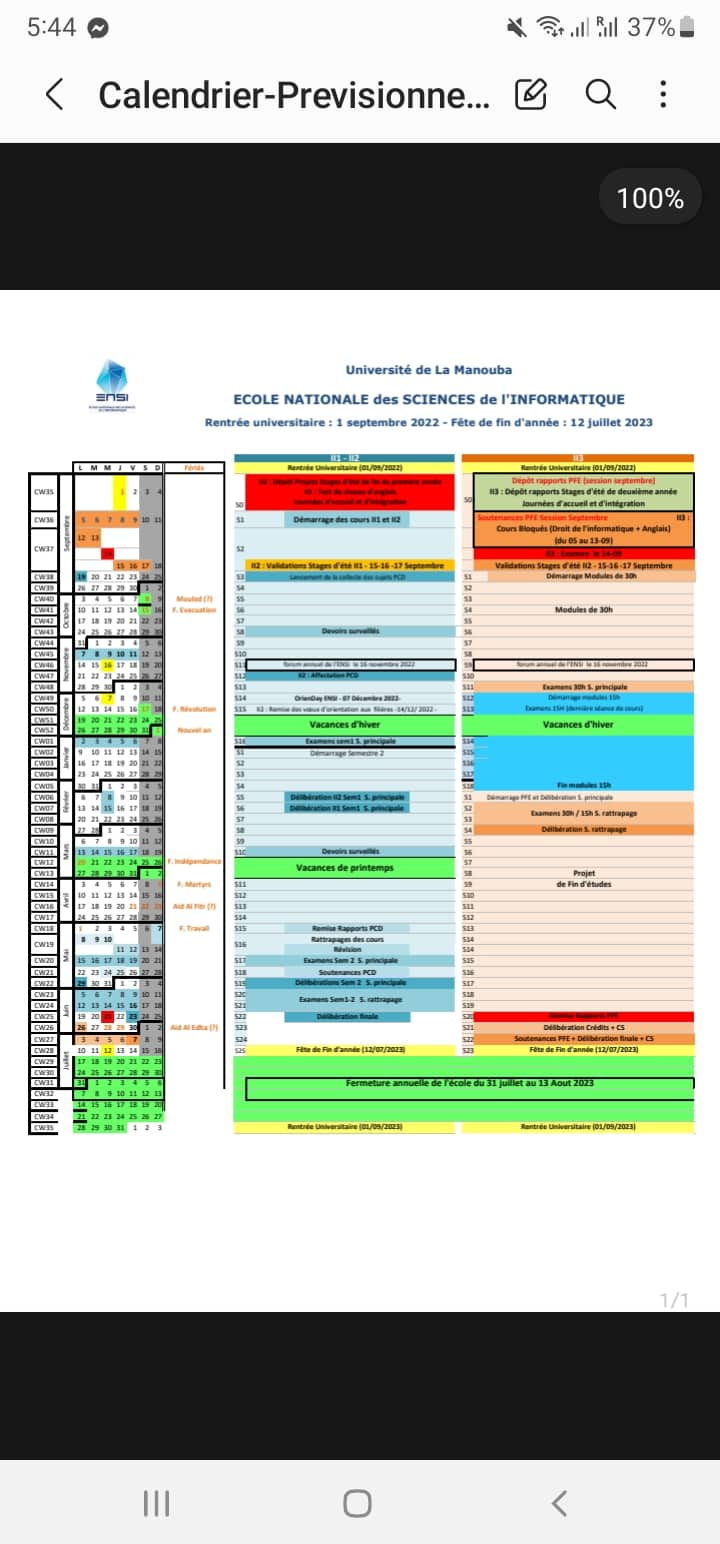 5:44
37%
Calendrier-Previsionne...
100%
Université de La Manouba
ENSI
ECOLE NATIONALE des SCIENCES de l'INFORMATIQUE
Rentrée universitaire : 1 septembre 2022 - Fête de fin d'année : 12 juillet 2023
L M M J V S D Fériés
II1 - II2
II3
Rentrée Universitaire (01/09/2022)
Rentrée Universitaire (01/09/2022)
CW35 1 2 3 4
S0
S0
Dépôt rapports PFE (session septembre)
II3 : Dépôt rapports Stages d'été de deuxième année
Journées d'accueil et d'intégration
CW36 5 6 7 8 9 10 11
S1 Démarrage des cours II1 et II2
Soutenances PFE Session Septembre II3 :
Cours Bloqués (Droit de l'informatique + Anglais)
(du 05 au 13-09)
Septembre
CW37 12 13
S2
15 16 17 18
II2 : Validations Stages d'été II1 - 15-16 -17 Septembre
Validations Stages d'été II2 - 15-16 -17 Septembre
CW38 19 20 21 22 23 24 25
S3 Lancement de la collecte des sujets PCD
S1 Démarrage Modules de 30h
CW39 26 27 28 29 30 1 2
S4
S2
CW40 3 4 5 6 7 8 9 Mouled (?)
S5
S3
Octobre
CW41 10 11 12 13 14 15 16 F. Evacuation
S6
S4 Modules de 30h
CW42 17 18 19 20 21 22 23
S7
S5
CW43 24 25 26 27 28 29 30
S8 Devoirs surveillés
S6
CW44 31 1 2 3 4 5 6
S9
S7
CW45 7 8 9 10 11 12 13
S10
S8
Novembre
CW46 14 15 16 17 18 19 20
S11 forum annuel de l'ENSI le 16 novembre 2022
S9 forum annuel de l'ENSI le 16 novembre 2022
CW47 21 22 23 24 25 26 27
S12 II2 : Affectation PCD
S10
CW48 28 29 30 1 2 3 4
S13
S11 Examens 30h S. principale
CW49 5 6 7 8 9 10 11
S14 OrienDay ENSI - 07 Décembre 2022-
S12 Démarrage modules 15h
Décembre
CW50 12 13 14 15 16 17 18 F. Révolution
S15 II2 : Remise des vœux d'orientation aux filières -14/12/ 2022 -
S13 Examens 15H (dernière séance de cours)
CW51 19 20 21 22 23 24 25
Vacances d'hiver
Vacances d'hiver
CW52 26 27 28 29 30 31 1 Nouvel an
CW01 2 3 4 5 6 7 8
S16 Examens sem1 S. principale
S14
CW02 9 10 11 12 13 14 15
S1 Démarrage Semestre 2
S15
Janvier
CW03 16 17 18 19 20 21 22
S2
S16
CW04 23 24 25 26 27 28 29
S3
S17
CW05 30 31 1 2 3 4 5
S4
S18 Fin modules 15h
CW06 6 7 8 9 10 11 12
S5 Délibération II2 Sem1 S. principale
S1 Démarrage PFE et Délibération S. principale
Février
CW07 13 14 15 16 17 18 19
S6 Délibération II1 Sem1 S. principale
S2 Examens 30h / 15h S. rattrapage
CW08 20 21 22 23 24 25 26
S7
S3
CW09 27 28 1 2 3 4 5
S8
S4 Délibération S. rattrapage
CW10 6 7 8 9 10 11 12
S9
S5
Mars
CW11 13 14 15 16 17 18 19
S10 Devoirs surveillés
S6
CW12 20 21 22 23 24 25 26 F. Indépendance
Vacances de printemps
S7
CW13 27 28 29 30 31 1 2
S8 Projet
CW14 3 4 5 6 7 8 9 F. Martyrs
S11
S9 de Fin d'études
Avril
CW15 10 11 12 13 14 15 16
S12
S10
CW16 17 18 19 20 21 22 23 Aid Al Fitr (?)
S13
S11
CW17 24 25 26 27 28 29 30
S14
S12
CW18 1 2 3 4 5 6 7 F. Travail
S15 Remise Rapports PCD
S13
CW19 8 9 10
S16 Rattrapages des cours
S14
Mai
11 12 13 14
Révision
CW20 15 16 17 18 19 20 21
S17 Examens Sem 2 S. principale
S15
CW21 22 23 24 25 26 27 28
S18 Soutenances PCD
S16
CW22 29 30 31 1 2 3 4
S19 Délibérations Sem 2 S. principale
S17
CW23 5 6 7 8 9 10 11
S20 Examens Sem1-2 S. rattrapage
S18
Juin
CW24 12 13 14 15 16 17 18
S21
S19
CW25 19 20 21 22 23 24 25
S22 Délibération finale
S20
CW26 26 27 28 29 30 1 2 Aid Al Edha (?)
S23
S21 Délibération Crédits + CS
CW27 3 4 5 6 7 8 9
S24
S22 Soutenances PFE + Délibération finale + CS
CW28 10 11 12 13 14 15 16
S25 Fête de Fin d'année (12/07/2023)
S23 Fête de Fin d'année (12/07/2023)
Juillet
CW29 17 18 19 20 21 22 23
CW30 24 25 26 27 28 29 30
CW31 31 1 2 3 4 5 6
Fermeture annuelle de l'école du 31 juillet au 13 Aout 2023
CW32 7 8 9 10 11 12 13
CW33 14 15 16 17 18 19 20
CW34 21 22 23 24 25 26 27
CW35 28 29 30 31 1 2 3
Rentrée Universitaire (01/09/2023)
Rentrée Universitaire (01/09/2023)
1/1